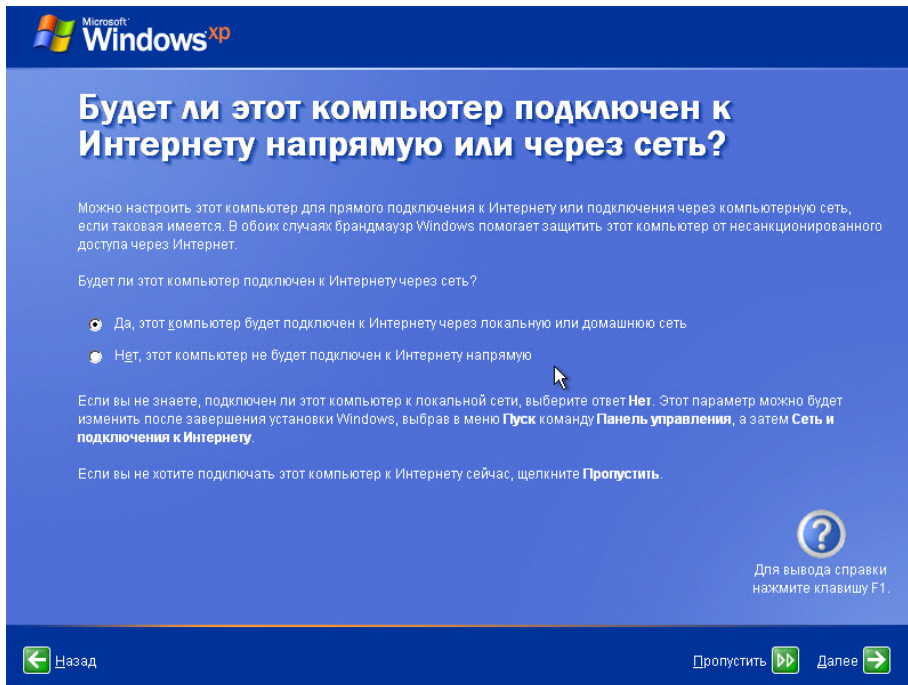 Microsoft
Windows xp
Будет ли этот компьютер подключен к
Интернету напрямую или через сеть?
Можно настроить этот компьютер для прямого подключения к Интернету или подключения через компьютерную сеть,
если таковая имеется. В обоих случаях брандмауэр Windows помогает защитить этот компьютер от несанкционированного
доступа через Интернет.
Будет ли этот компьютер подключен к Интернету через сеть?
Да, этот компьютер будет подключен к Интернету через локальную или домашнюю сеть
Нет, этот компьютер не будет подключен к Интернету напрямую
Если вы не знаете, подключен ли этот компьютер к локальной сети, выберите ответ Нет. Этот параметр можно будет
изменить после завершения установки Windows, выбрав в меню Пуск команду Панель управления, а затем Сеть и
подключения к Интернету.
Если вы не хотите подключать этот компьютер к Интернету сейчас, щелкните Пропустить.
Для вывода справки
нажмите клавишу F1.
Назад
Пропустить
Далее